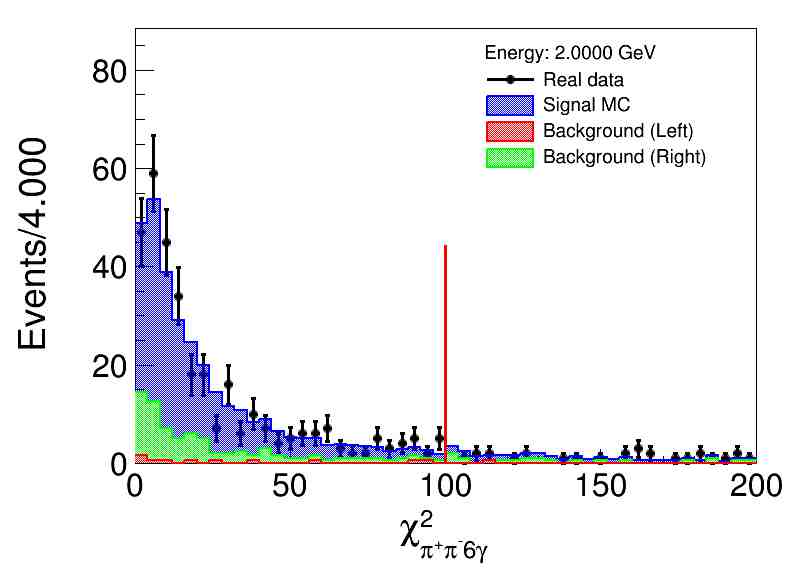 Energy: 2.0000 GeV
Real data
Signal MC
Background (Left)
Background (Right)
Events/4.000
80
60
40
20
0
0 50 100 150 200
χ²π⁺π⁻6γ